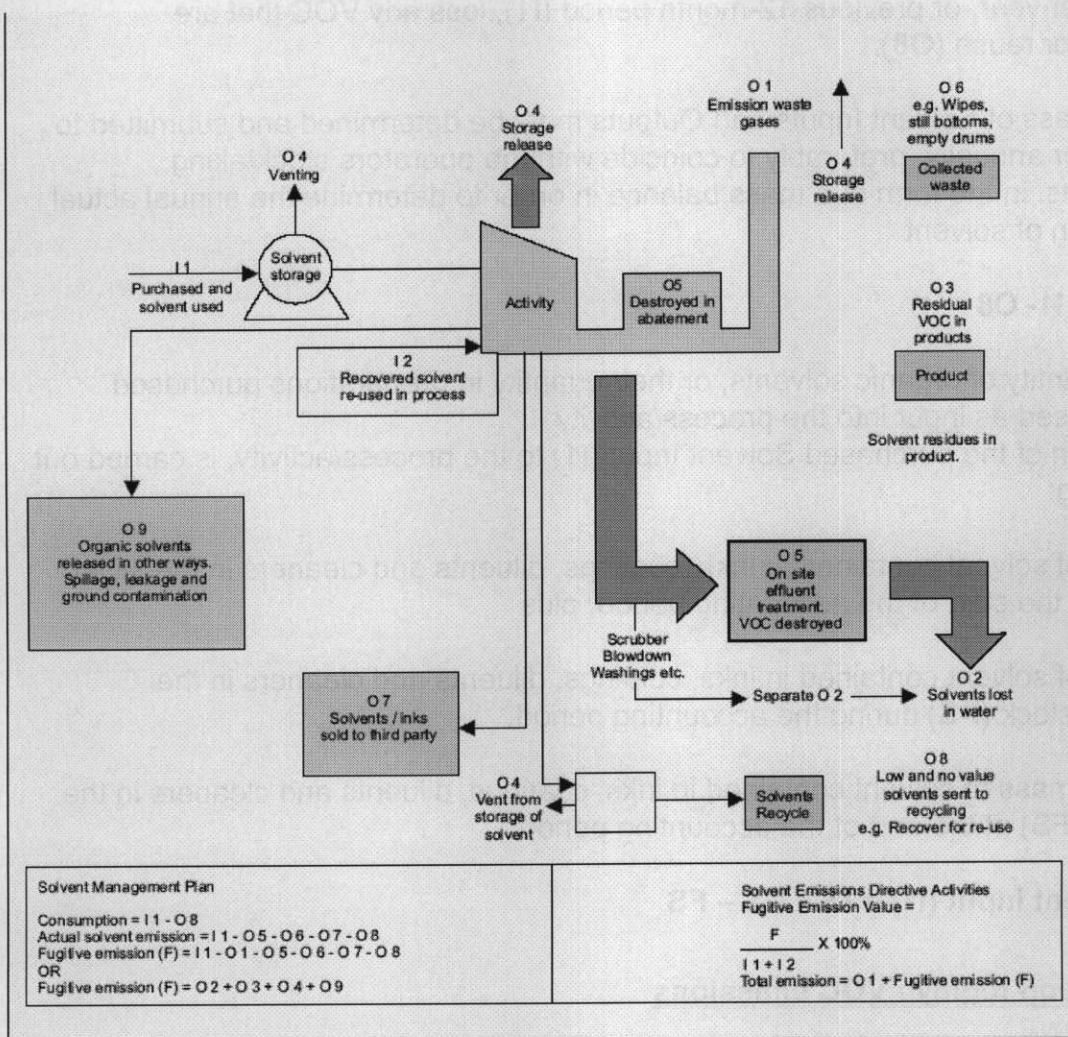 O 4
Storage
release
O 1
Emission waste
gases
O 6
e.g. Wipes,
still bottoms,
empty drums
O 4
Venting
O 4
Storage
release
Collected
waste
Solvent
storage
I 1
Purchased and
solvent used
Activity
O5
Destroyed in
abatement
O 3
Residual
VOC in
products
I 2
Recovered solvent
re-used in process
Product
Solvent residues in
product.
O 9
Organic solvents
released in other ways.
Spillage, leakage and
ground contamination
O 5
On site
effluent
treatment.
VOC destroyed
Scrubber
Blowdown
Washings etc.
Separate O 2
O 2
Solvents lost
in water
O 7
Solvents / inks
sold to third party
O 4
Vent from
storage of
solvent
Solvents
Recycle
O 8
Low and no value
solvents sent to
recycling
e.g. Recover for re-use
Solvent Management Plan
Consumption = I 1 - O 8
Actual solvent emission = I 1 - O 5 - O 6 - O 7 - O 8
Fugitive emission (F) = I 1 - O 1 - O 5 - O 6 - O 7 - O 8
OR
Fugitive emission (F) = O 2 + O 3 + O 4 + O 9
Solvent Emissions Directive Activities
Fugitive Emission Value =
F
X 100%
I 1 + I 2
Total emission = O 1 + Fugitive emission (F)